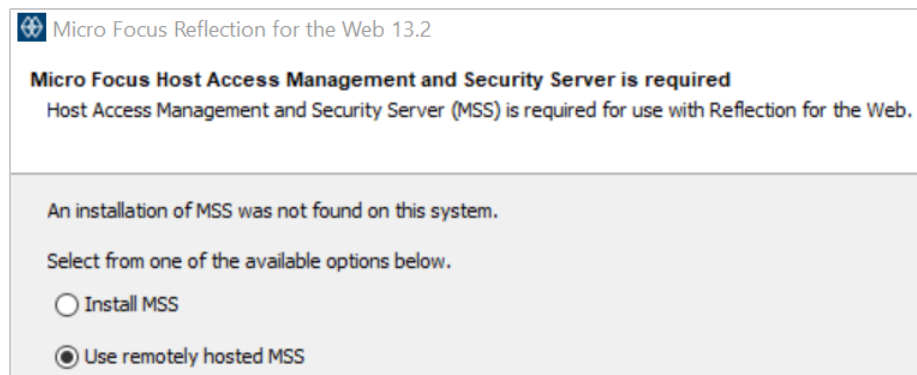 Micro Focus Reflection for the Web 13.2
Micro Focus Host Access Management and Security Server is required
Host Access Management and Security Server (MSS) is required for use with Reflection for the Web.
An installation of MSS was not found on this system.
Select from one of the available options below.
Install MSS
Use remotely hosted MSS